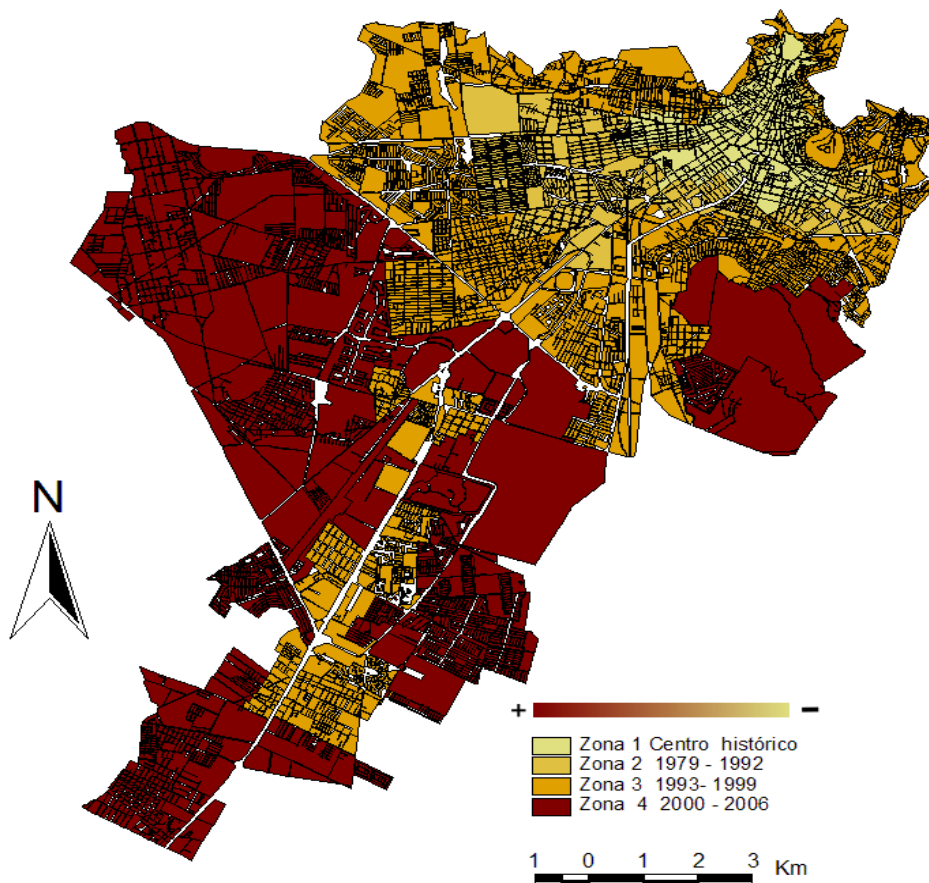 N
+ −
Zona 1 Centro histórico
Zona 2 1979 - 1992
Zona 3 1993- 1999
Zona 4 2000 - 2006
1 0 1 2 3 Km